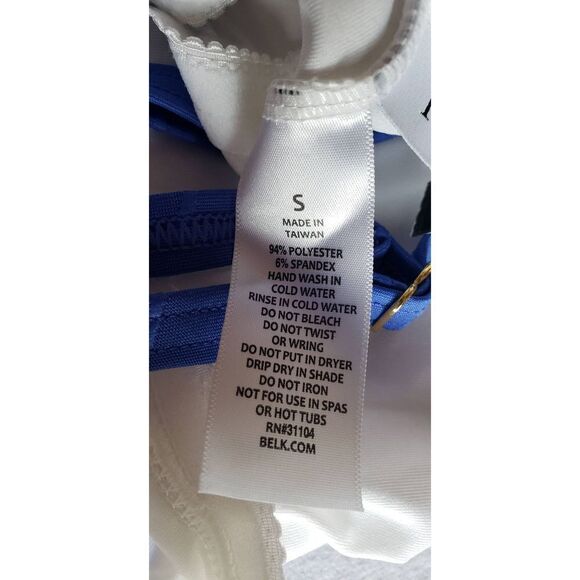 S
MADE IN
TAIWAN
94% POLYESTER
6% SPANDEX
HAND WASH IN
COLD WATER
RINSE IN COLD WATER
DO NOT BLEACH
DO NOT TWIST
OR WRING
DO NOT PUT IN DRYER
DRIP DRY IN SHADE
DO NOT IRON
NOT FOR USE IN SPAS
OR HOT TUBS
RN#31104
BELK.COM